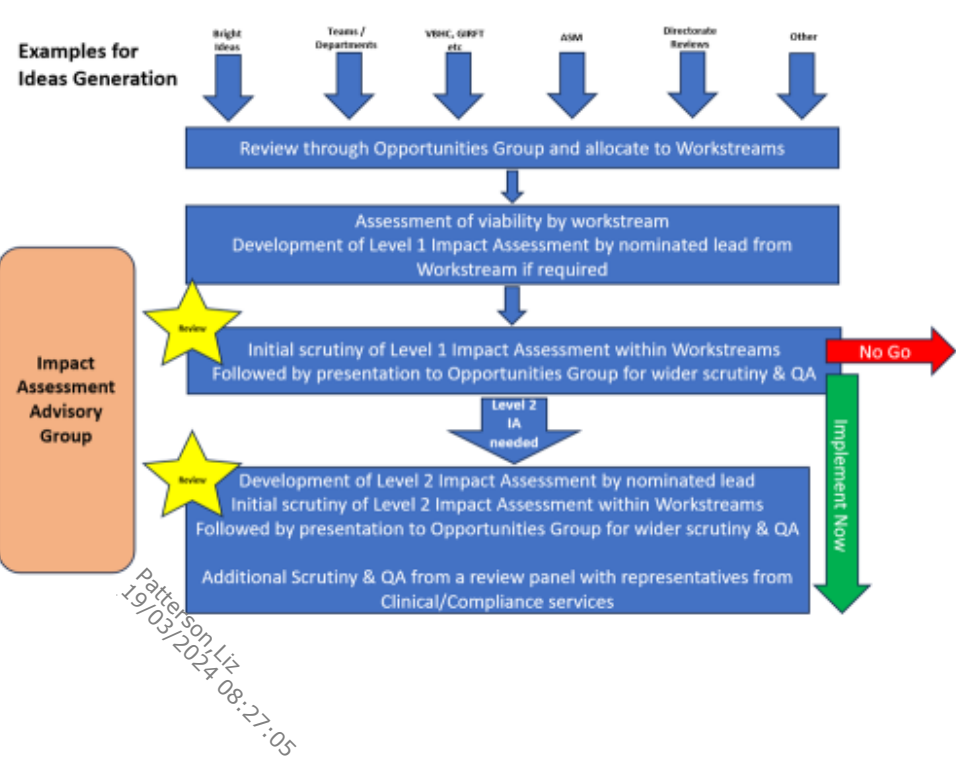 Examples for
Ideas Generation
Bright
Ideas
Teams /
Departments
VBHC, GIRFT
etc
ASM
Directorate
Reviews
Other
Review through Opportunities Group and allocate to Workstreams
Assessment of viability by workstream
Development of Level 1 Impact Assessment by nominated lead from
Workstream if required
Review
Initial scrutiny of Level 1 Impact Assessment within Workstreams
Followed by presentation to Opportunities Group for wider scrutiny & QA
No Go
Impact
Assessment
Advisory
Group
Level 2
IA
needed
Implement Now
Review
Development of Level 2 Impact Assessment by nominated lead
Initial scrutiny of Level 2 Impact Assessment within Workstreams
Followed by presentation to Opportunities Group for wider scrutiny & QA
Additional Scrutiny & QA from a review panel with representatives from
Clinical/Compliance services
Patterson,Liz
19/03/2024 08:27:05